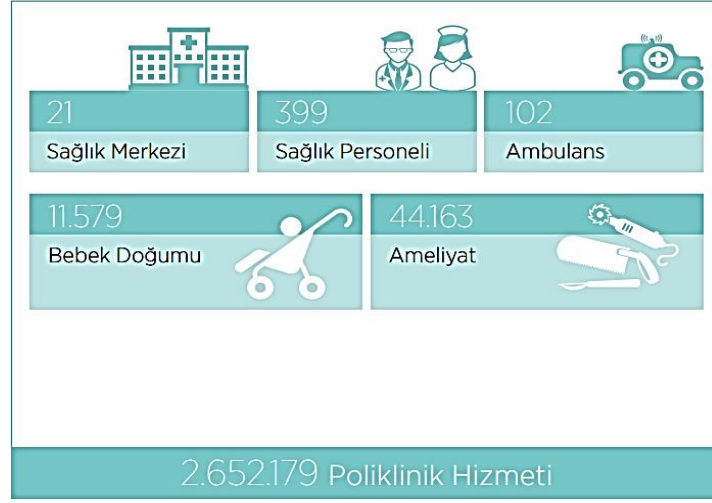 21
Sağlık Merkezi
399
Sağlık Personeli
102
Ambulans
11.579
Bebek Doğumu
44.163
Ameliyat
2.652.179 Poliklinik Hizmeti